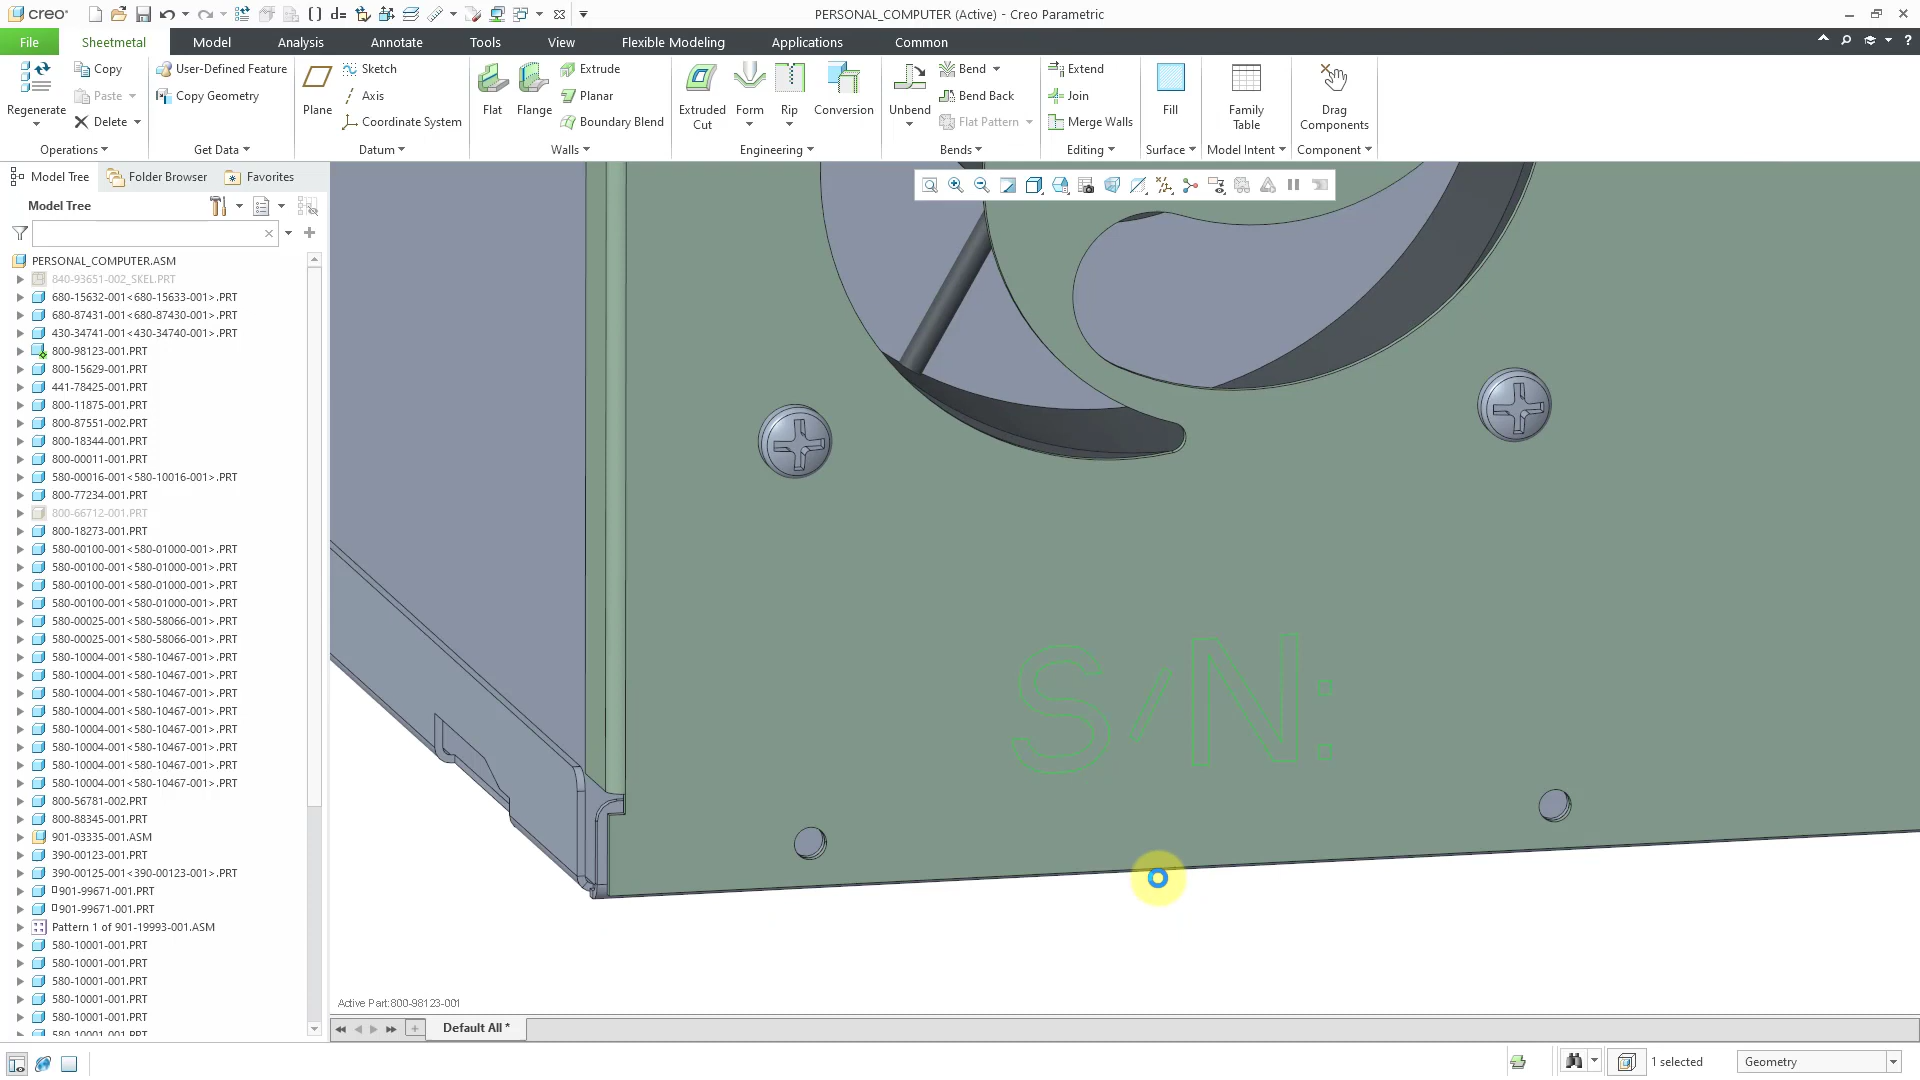 creo
d=
PERSONAL_COMPUTER (Active) - Creo Parametric
File
Sheetmetal
Model
Analysis
Annotate
Tools
View
Flexible Modeling
Applications
Common
Regenerate
Copy
Paste
Delete
Operations
User-Defined Feature
Copy Geometry
Get Data
Plane
Sketch
Axis
Coordinate System
Datum
Flat
Flange
Extrude
Planar
Boundary Blend
Walls
Extruded Cut
Form
Rip
Conversion
Engineering
Unbend
Bend
Bend Back
Flat Pattern
Bends
Extend
Join
Merge Walls
Editing
Fill
Surface
Family Table
Model Intent
Drag Components
Component
Model Tree
Folder Browser
Favorites
Model Tree
PERSONAL_COMPUTER.ASM
840-93651-002_SKEL.PRT
680-15632-001<680-15633-001>.PRT
680-87431-001<680-87430-001>.PRT
430-34741-001<430-34740-001>.PRT
800-98123-001.PRT
800-15629-001.PRT
441-78425-001.PRT
800-11875-001.PRT
800-87551-002.PRT
800-18344-001.PRT
800-00011-001.PRT
580-00016-001<580-10016-001>.PRT
800-77234-001.PRT
800-66712-001.PRT
800-18273-001.PRT
580-00100-001<580-01000-001>.PRT
580-00100-001<580-01000-001>.PRT
580-00100-001<580-01000-001>.PRT
580-00100-001<580-01000-001>.PRT
580-00025-001<580-58066-001>.PRT
580-00025-001<580-58066-001>.PRT
580-10004-001<580-10467-001>.PRT
580-10004-001<580-10467-001>.PRT
580-10004-001<580-10467-001>.PRT
580-10004-001<580-10467-001>.PRT
580-10004-001<580-10467-001>.PRT
580-10004-001<580-10467-001>.PRT
580-10004-001<580-10467-001>.PRT
580-10004-001<580-10467-001>.PRT
800-56781-002.PRT
800-88345-001.PRT
901-03335-001.ASM
390-00123-001.PRT
390-00125-001<390-00123-001>.PRT
901-99671-001.PRT
901-99671-001.PRT
Pattern 1 of 901-19993-001.ASM
580-10001-001.PRT
580-10001-001.PRT
580-10001-001.PRT
580-10001-001.PRT
580-10001-001.PRT
580-10001-001.PRT
S/N:
Active Part:800-98123-001
Default All *
1 selected
Geometry